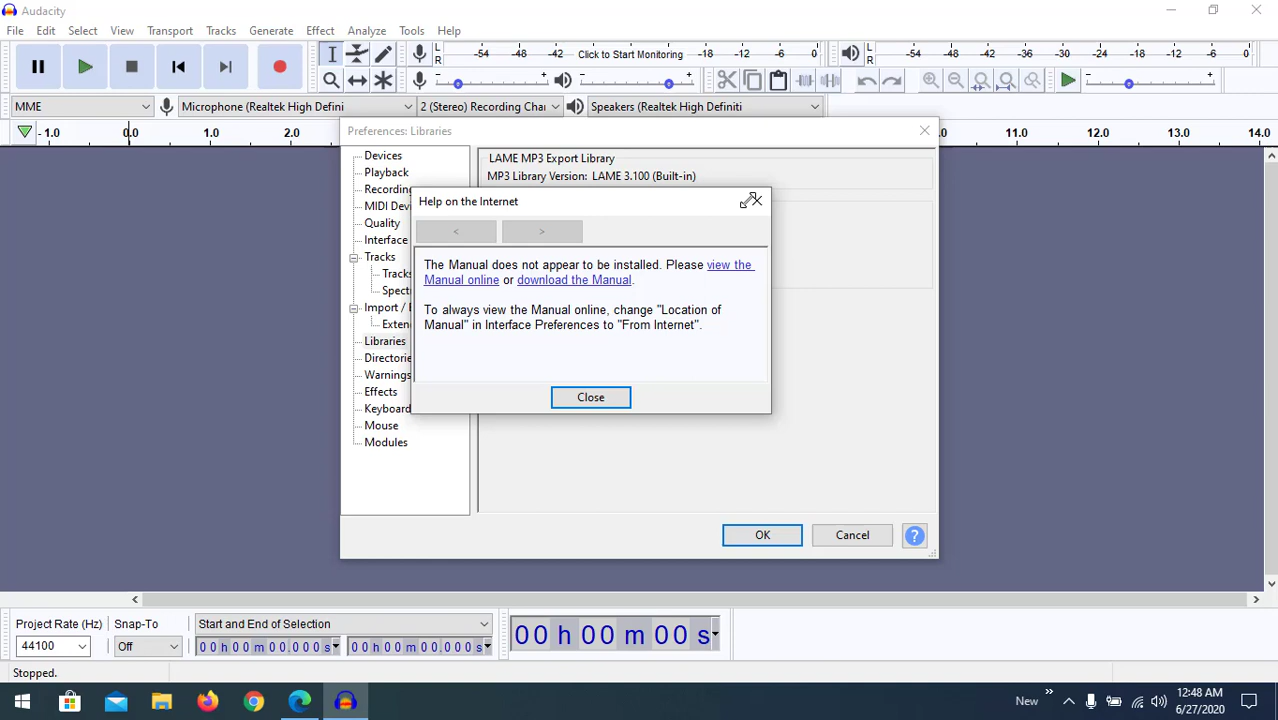 Audacity
File Edit Select View Transport Tracks Generate Effect Analyze Tools Help
L R -54 -48 Click to Start Monitoring -18 -12 -6 0
L R -54 -48 -42 -36 -30 -24 -18 -12 -6 0
MME Microphone (Realtek High Defini 2 (Stereo) Recording Chan Speakers (Realtek High Definiti
- 1.0 0.0 1.0 2.0 11.0 12.0 13.0 14.0
Preferences: Libraries
Devices
Playback
Recording
MIDI Dev
Quality
Interface
Tracks
Tracks
Spect
Import / E
Exten
Libraries
Directorie
Warnings
Effects
Keyboard
Mouse
Modules
LAME MP3 Export Library
MP3 Library Version: LAME 3.100 (Built-in)
Help on the Internet
< >
The Manual does not appear to be installed. Please view the
Manual online or download the Manual.
To always view the Manual online, change "Location of
Manual" in Interface Preferences to "From Internet".
Close
OK Cancel ?
Project Rate (Hz) Snap-To Start and End of Selection
44100 Off 00 h 00 m 00.000 s 00 h 00 m 00.000 s
00 h 00 m 00 s
Stopped.
New »
12:48 AM
6/27/2020